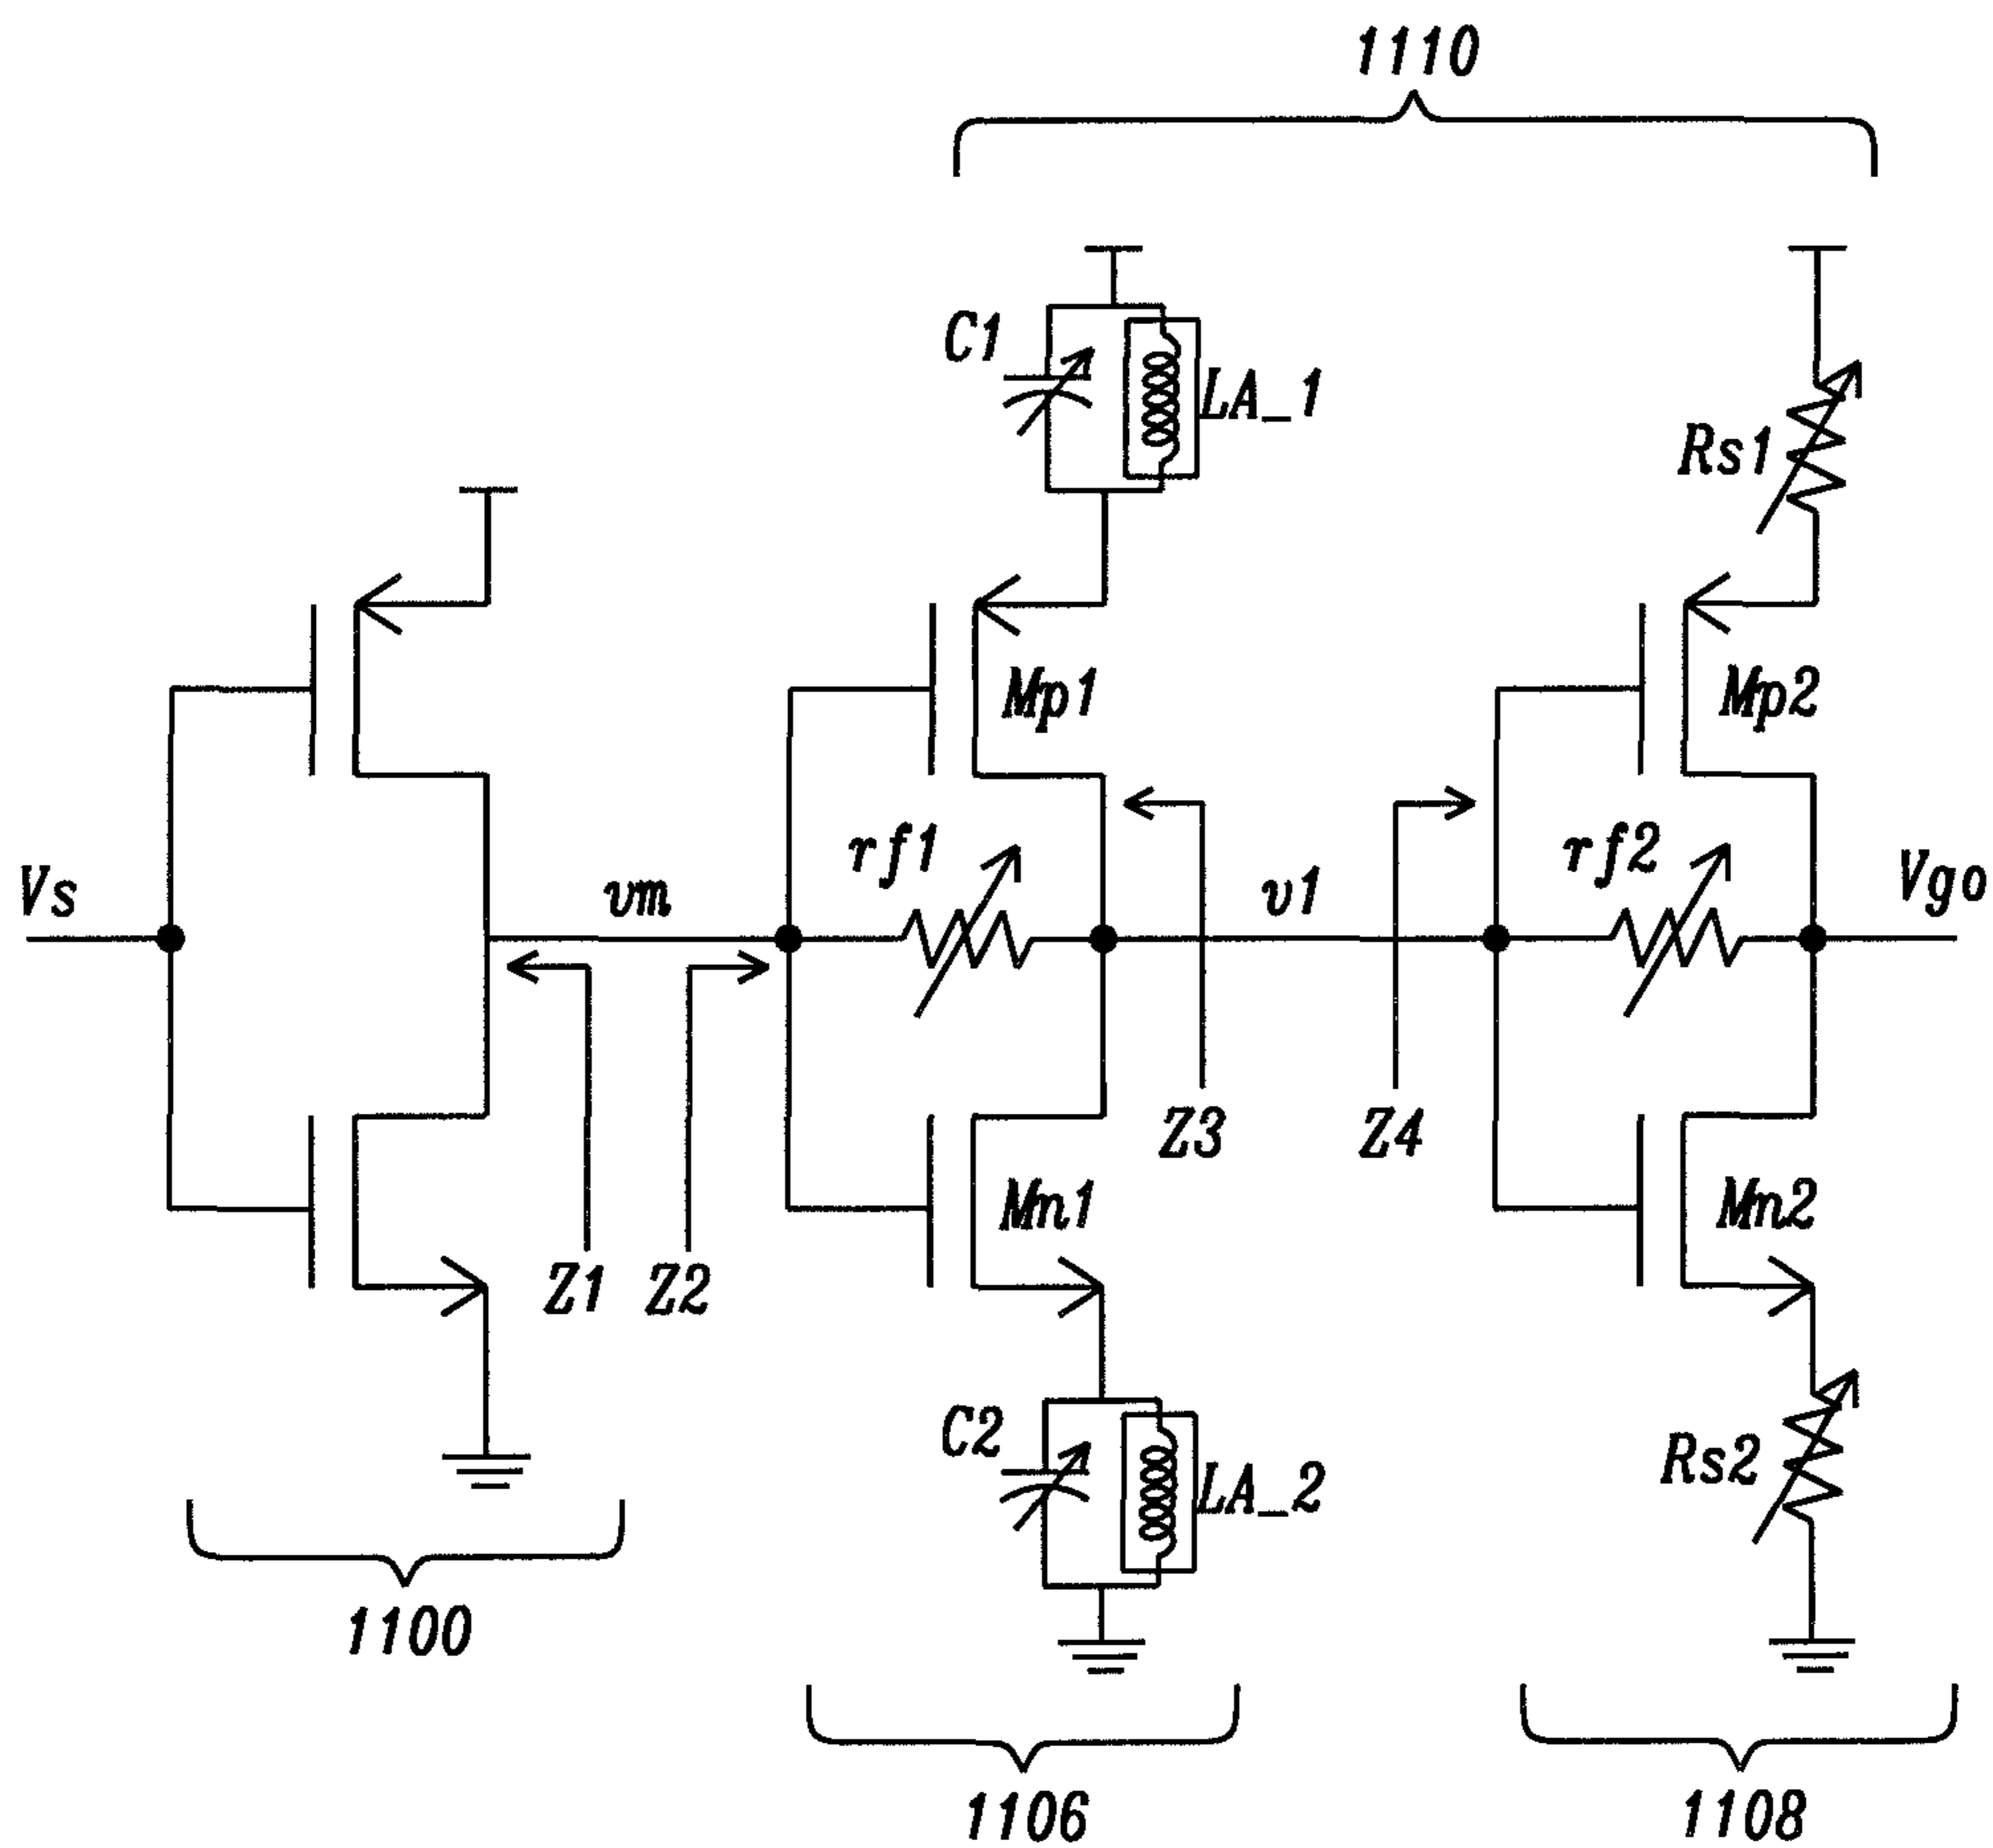 1110
C1
LA_1
Rs1
Mp1
Mp2
rf1
rf2
Vs
vm
v1
Vgo
Z3
Z4
Mn1
Mn2
Z1
Z2
C2
LA_2
Rs2
1100
1106
1108